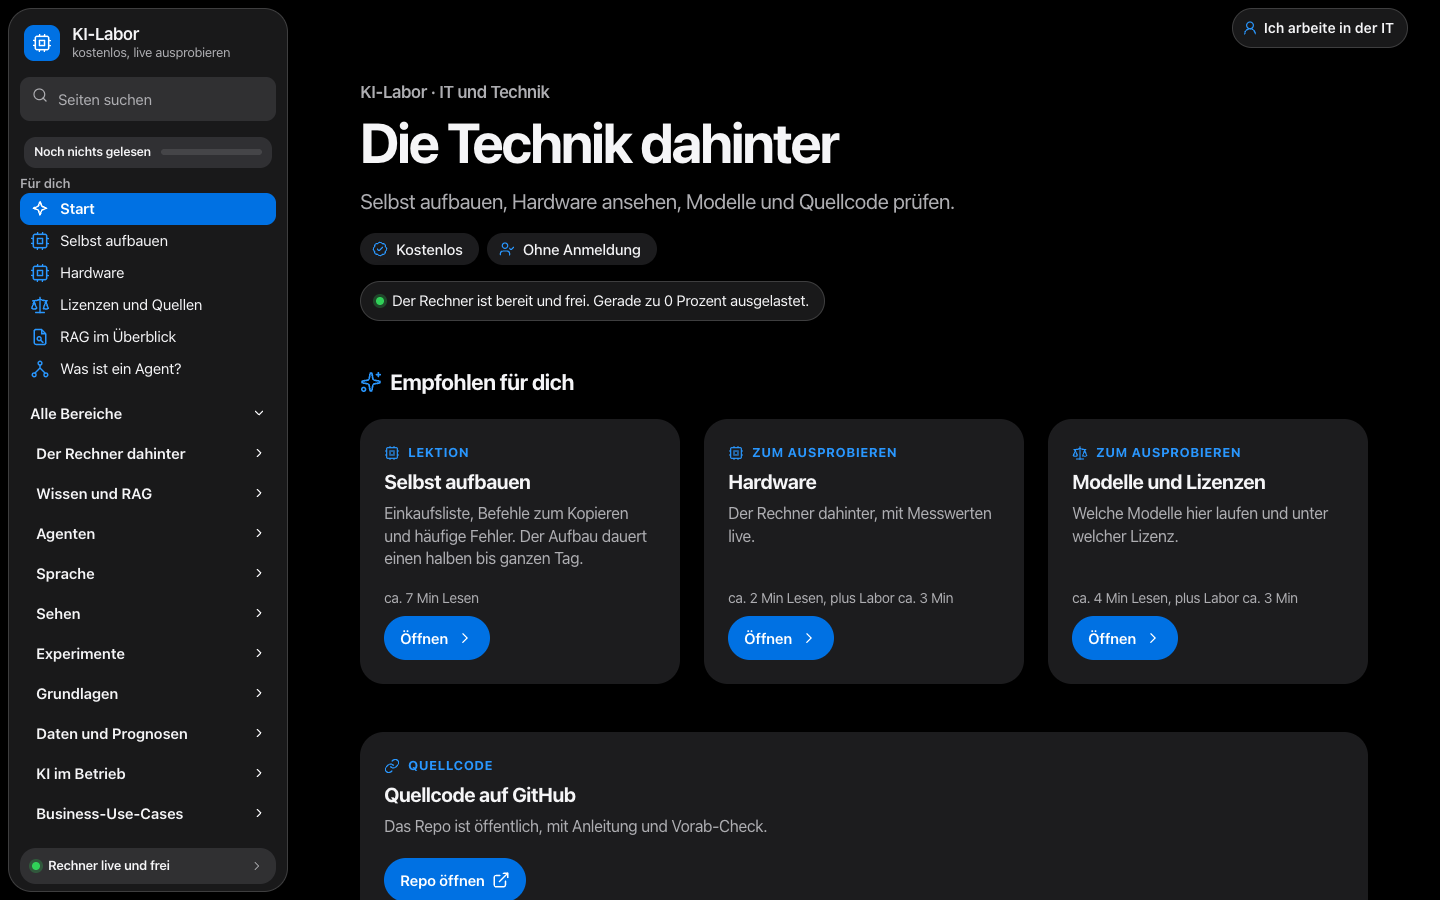 KI-Labor
kostenlos, live ausprobieren
Seiten suchen
Noch nichts gelesen
Für dich
Start
Selbst aufbauen
Hardware
Lizenzen und Quellen
RAG im Überblick
Was ist ein Agent?
Alle Bereiche
Der Rechner dahinter
Wissen und RAG
Agenten
Sprache
Sehen
Experimente
Grundlagen
Daten und Prognosen
KI im Betrieb
Business-Use-Cases
Rechner live und frei
Ich arbeite in der IT
KI-Labor · IT und Technik
Die Technik dahinter
Selbst aufbauen, Hardware ansehen, Modelle und Quellcode prüfen.
Kostenlos
Ohne Anmeldung
Der Rechner ist bereit und frei. Gerade zu 0 Prozent ausgelastet.
Empfohlen für dich
LEKTION
Selbst aufbauen
Einkaufsliste, Befehle zum Kopieren
und häufige Fehler. Der Aufbau dauert
einen halben bis ganzen Tag.
ca. 7 Min Lesen
Öffnen
ZUM AUSPROBIEREN
Hardware
Der Rechner dahinter, mit Messwerten
live.
ca. 2 Min Lesen, plus Labor ca. 3 Min
Öffnen
ZUM AUSPROBIEREN
Modelle und Lizenzen
Welche Modelle hier laufen und unter
welcher Lizenz.
ca. 4 Min Lesen, plus Labor ca. 3 Min
Öffnen
QUELLCODE
Quellcode auf GitHub
Das Repo ist öffentlich, mit Anleitung und Vorab-Check.
Repo öffnen